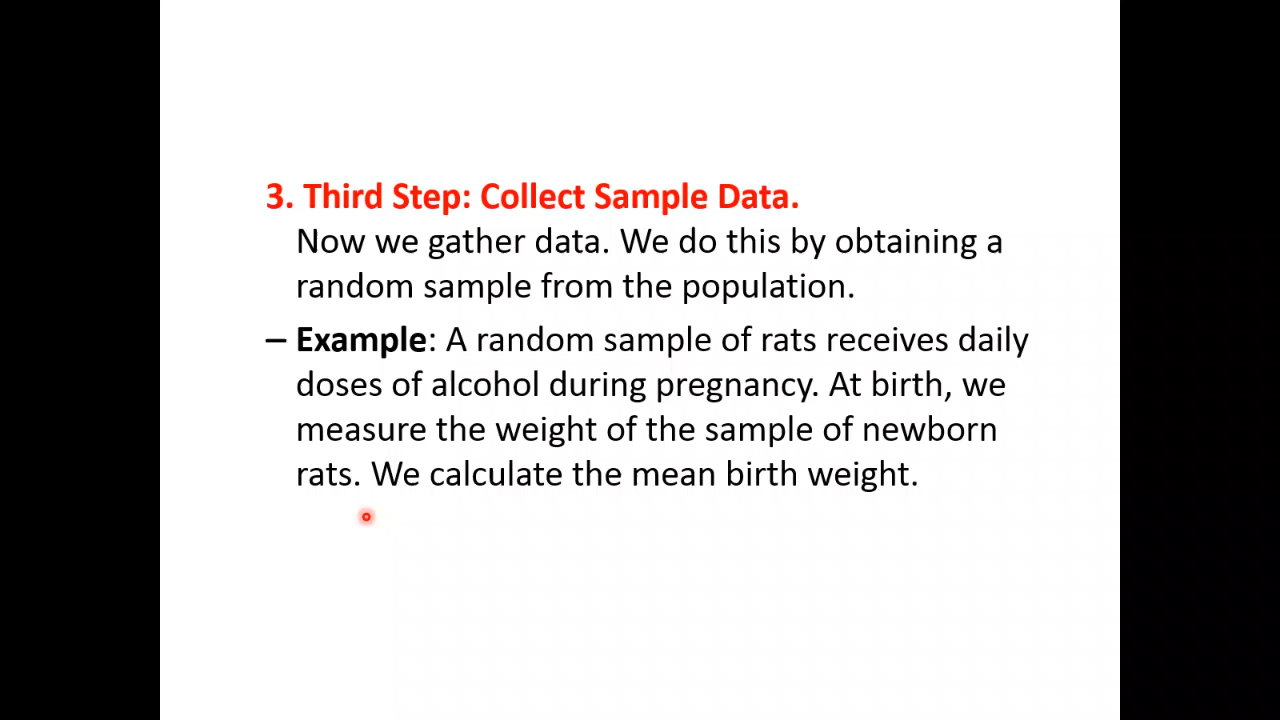 3. Third Step: Collect Sample Data.
Now we gather data. We do this by obtaining a
random sample from the population.
– Example: A random sample of rats receives daily
doses of alcohol during pregnancy. At birth, we
measure the weight of the sample of newborn
rats. We calculate the mean birth weight.